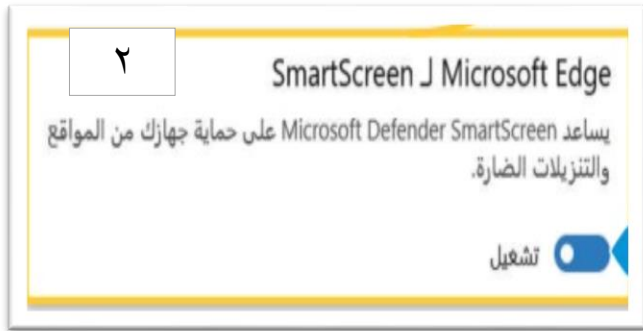 ٢
SmartScreen لـ Microsoft Edge
يساعد Microsoft Defender SmartScreen على حماية جهازك من المواقع
والتنزيلات الضارة.
تشغيل